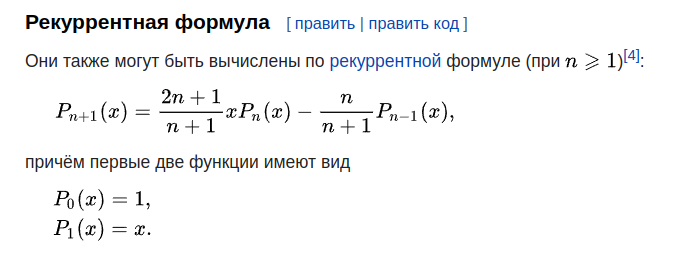 Рекуррентная формула [ править | править код ]
Они также могут быть вычислены по рекуррентной формуле (при n ⩾ 1)[4]:
P_{n+1}(x) = \frac{2n + 1}{n + 1} x P_n(x) − \frac{n}{n + 1} P_{n−1}(x),
причём первые две функции имеют вид
P_0(x) = 1,
P_1(x) = x.